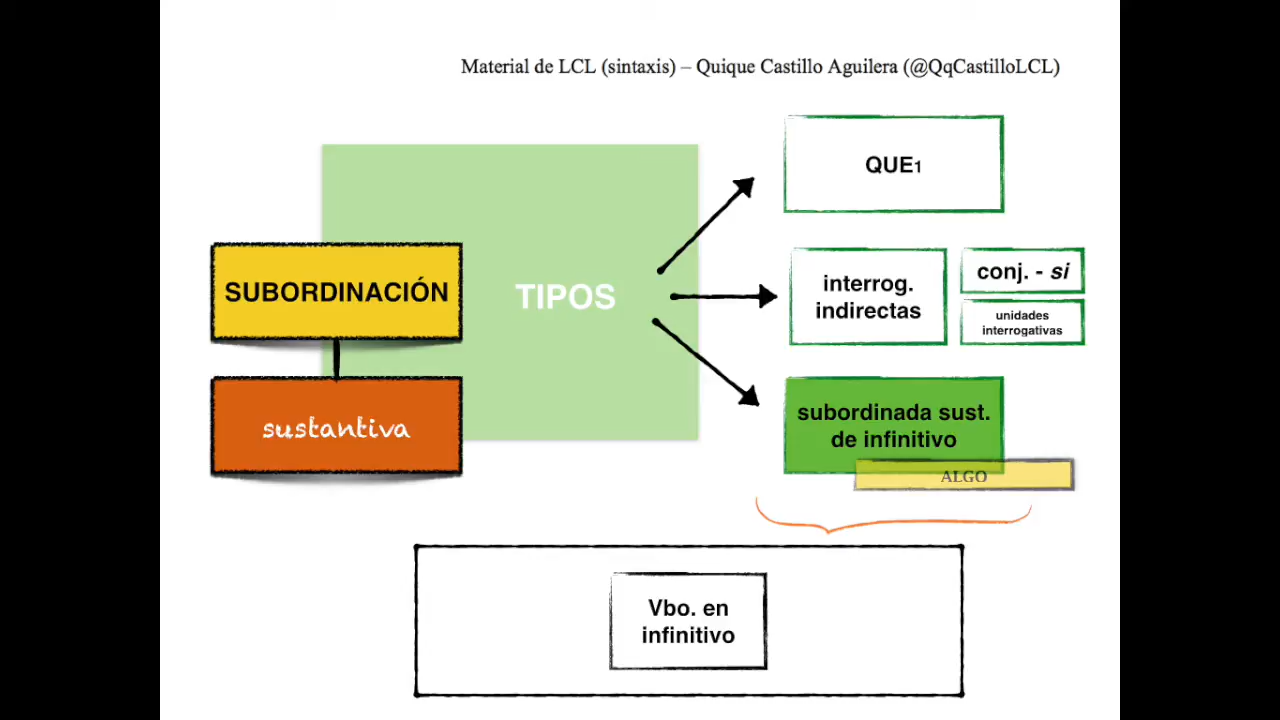 Material de LCL (sintaxis) – Quique Castillo Aguilera (@QqCastilloLCL)
QUE1
SUBORDINACIÓN
TIPOS
interrog.
indirectas
conj. - si
unidades
interrogativas
sustantiva
subordinada sust.
de infinitivo
ALGO
Vbo. en
infinitivo